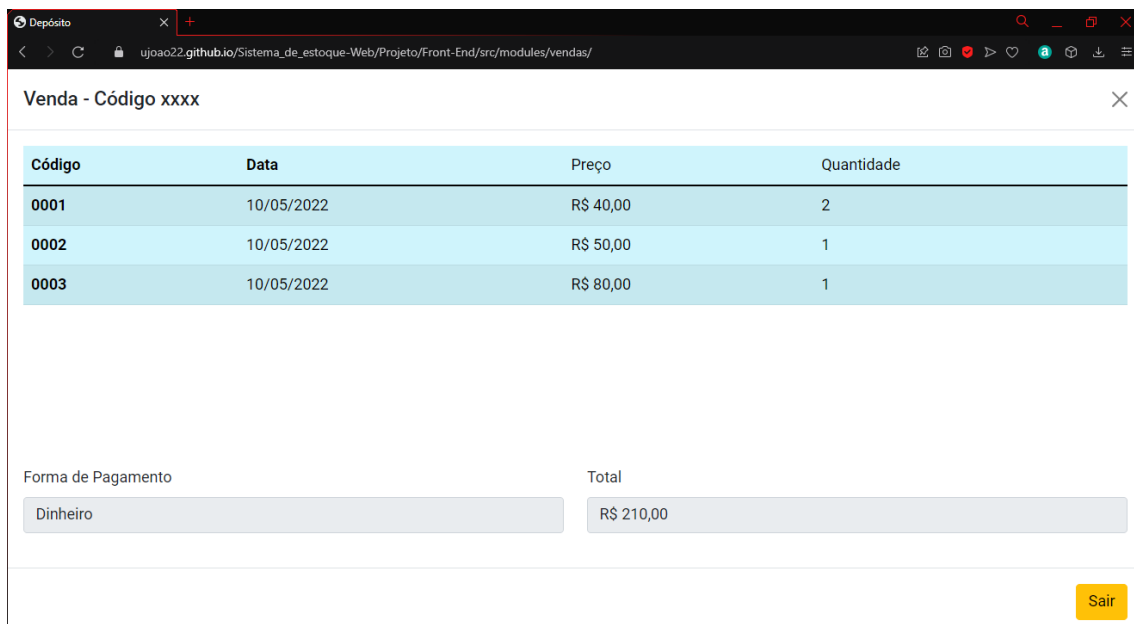 Depósito
ujoao22.github.io/Sistema_de_estoque-Web/Projeto/Front-End/src/modules/vendas/
Venda - Código xxxx
Código Data Preço Quantidade
0001 10/05/2022 R$ 40,00 2
0002 10/05/2022 R$ 50,00 1
0003 10/05/2022 R$ 80,00 1
Forma de Pagamento Total
Dinheiro R$ 210,00
Sair